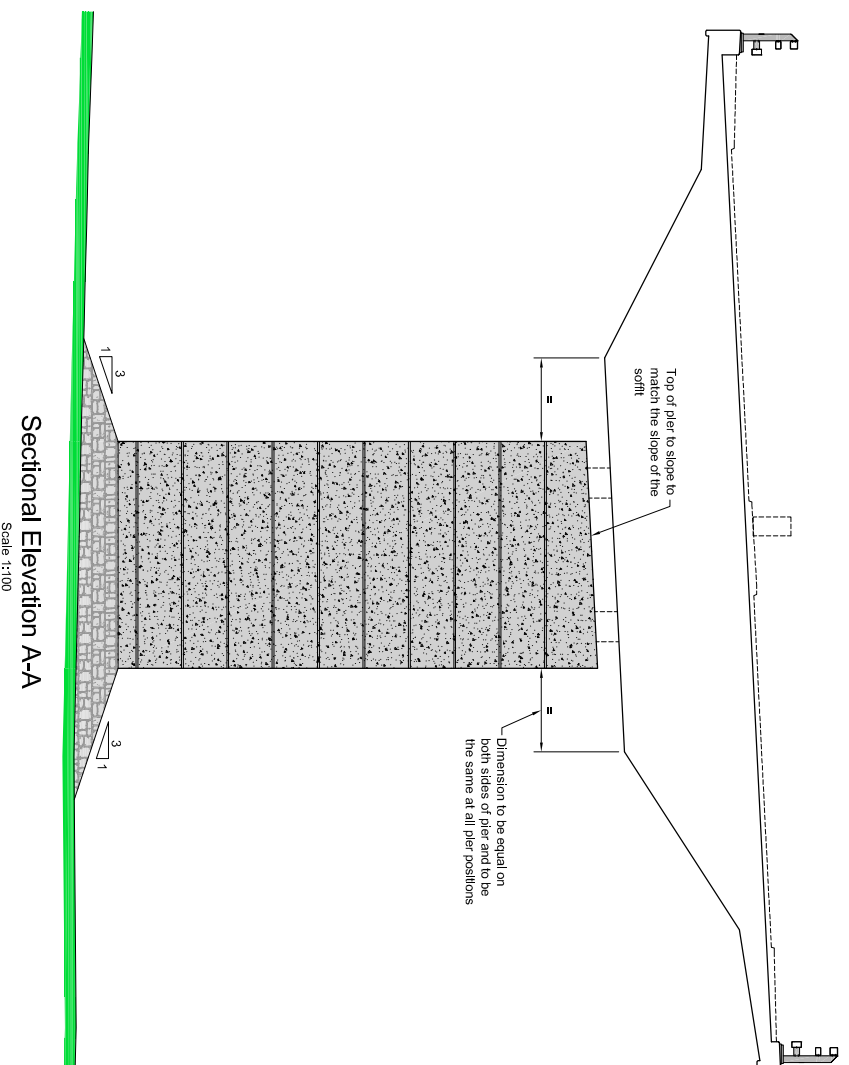 Top of pier to slope to
match the slope of the
soffit
=
=
Dimension to be equal on
both sides of pier and to be
the same at all pier positions
1
3
3
1
Sectional Elevation A-A
Scale 1:100